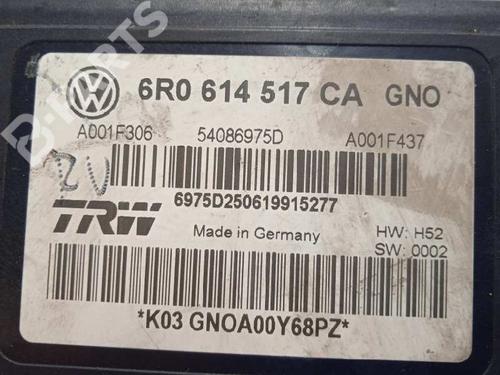 B-PARTS
6R0 614 517 CA GNO
A001F306 54086975D A001F437
6975D250619915277
TRW Made in Germany HW: H52
SW: 0002
*K03 GNOA00Y68PZ*